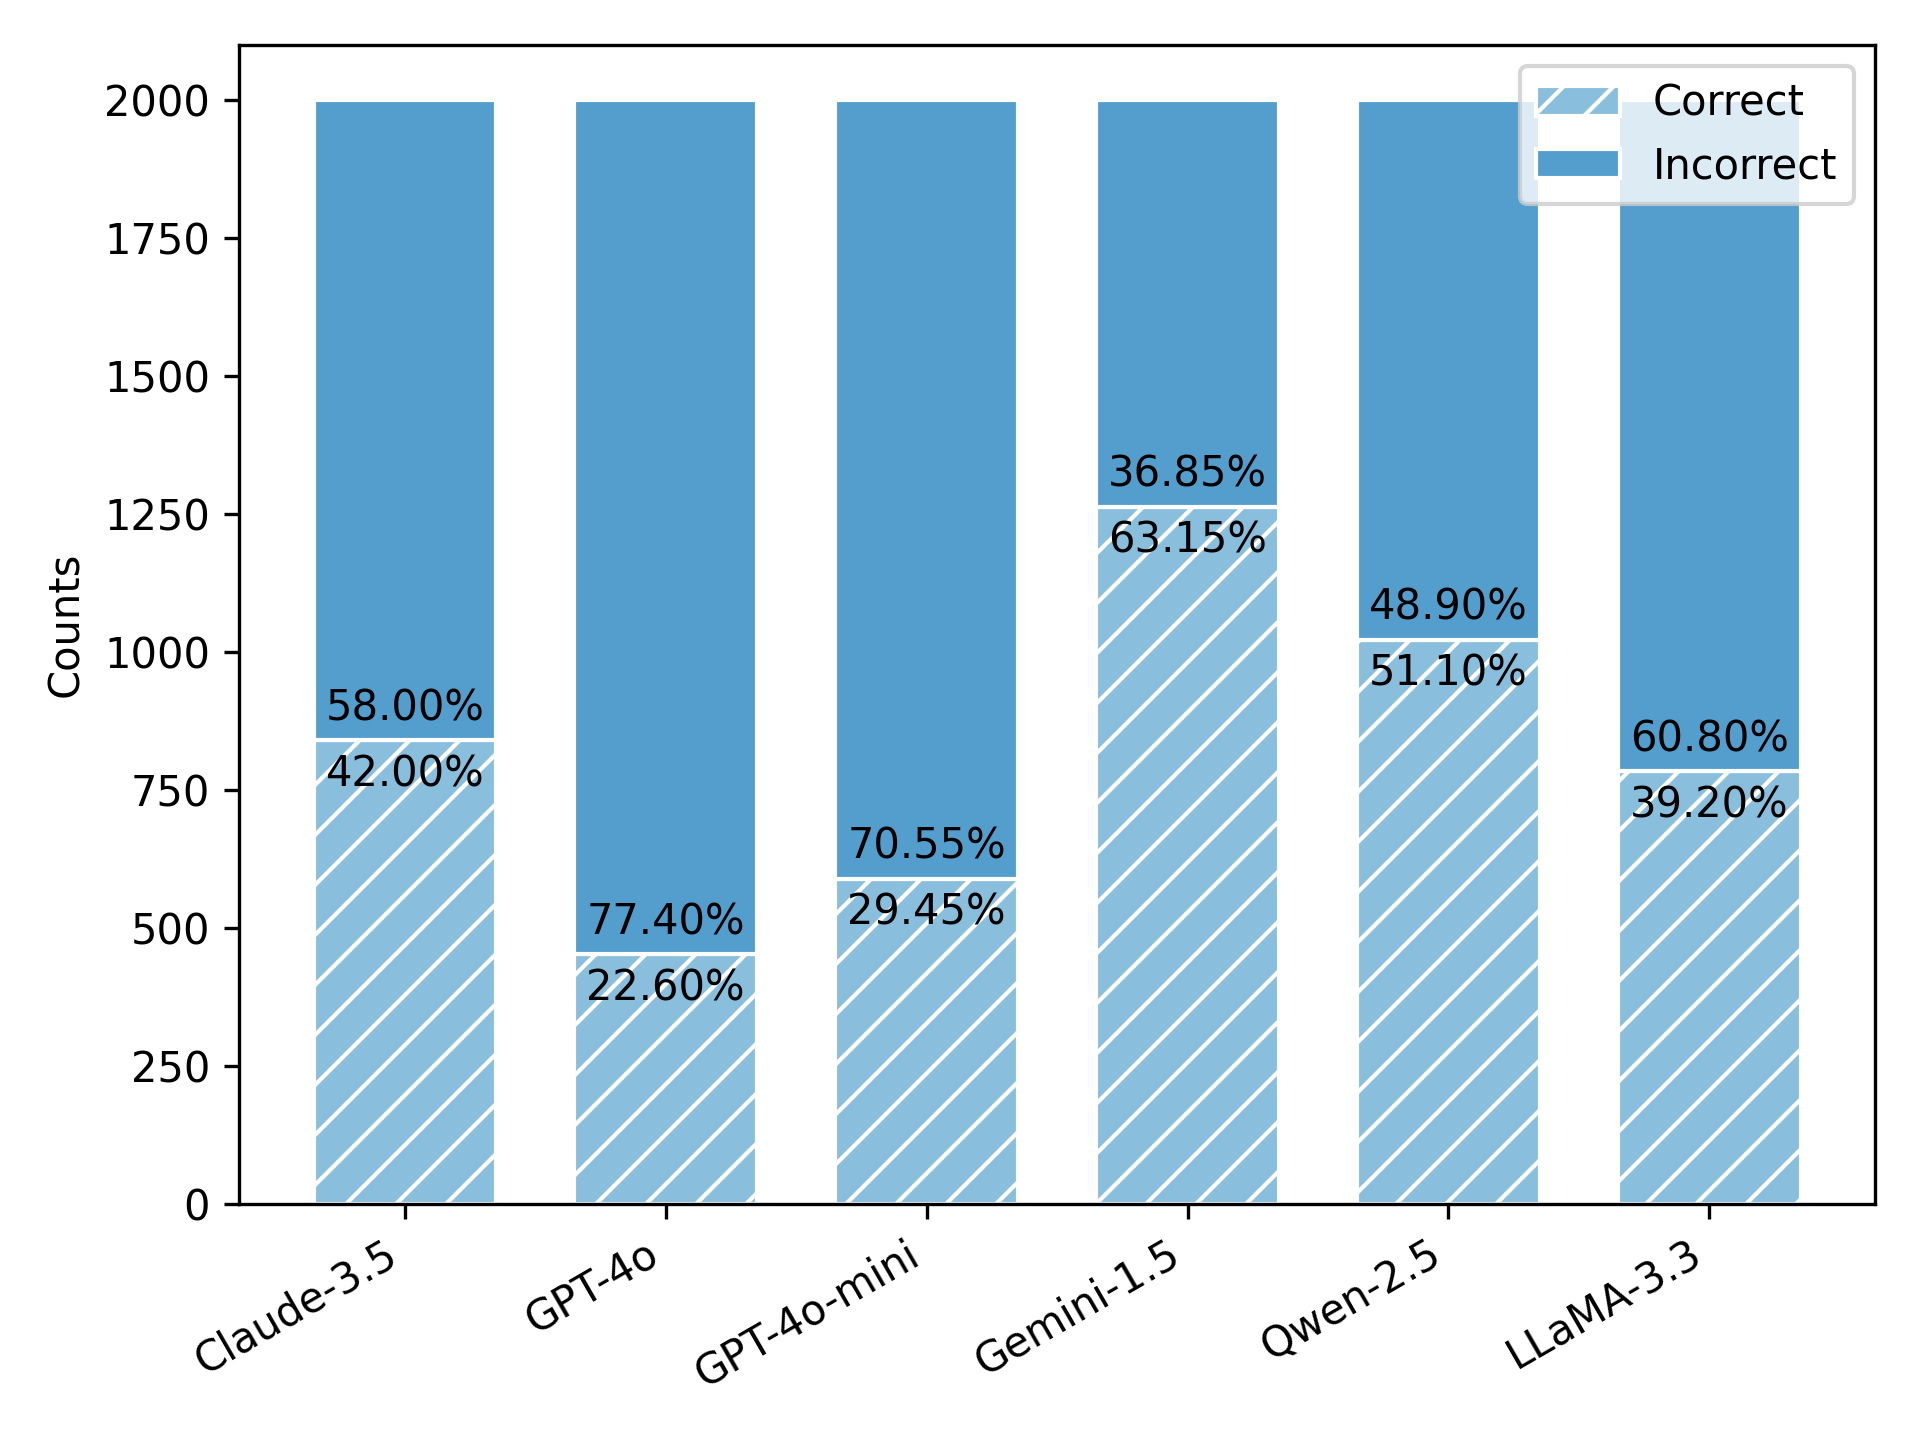 Correct
Incorrect
2000
1750
1500
1250
1000
750
500
250
0
Counts
58.00%
42.00%
77.40%
22.60%
70.55%
29.45%
36.85%
63.15%
48.90%
51.10%
60.80%
39.20%
Claude-3.5
GPT-4o
GPT-4o-mini
Gemini-1.5
Qwen-2.5
LLaMA-3.3